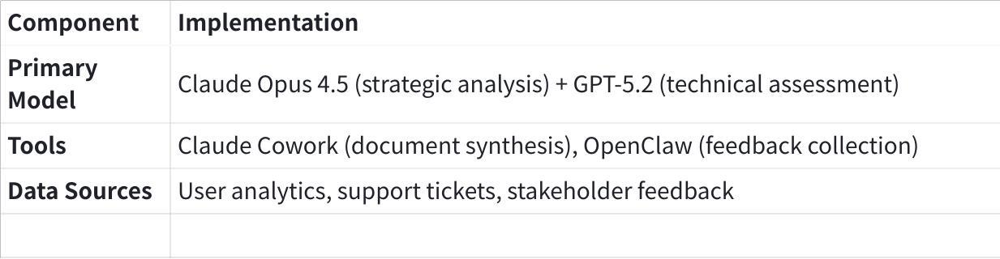 Component Implementation
Primary Model Claude Opus 4.5 (strategic analysis) + GPT-5.2 (technical assessment)
Tools Claude Cowork (document synthesis), OpenClaw (feedback collection)
Data Sources User analytics, support tickets, stakeholder feedback